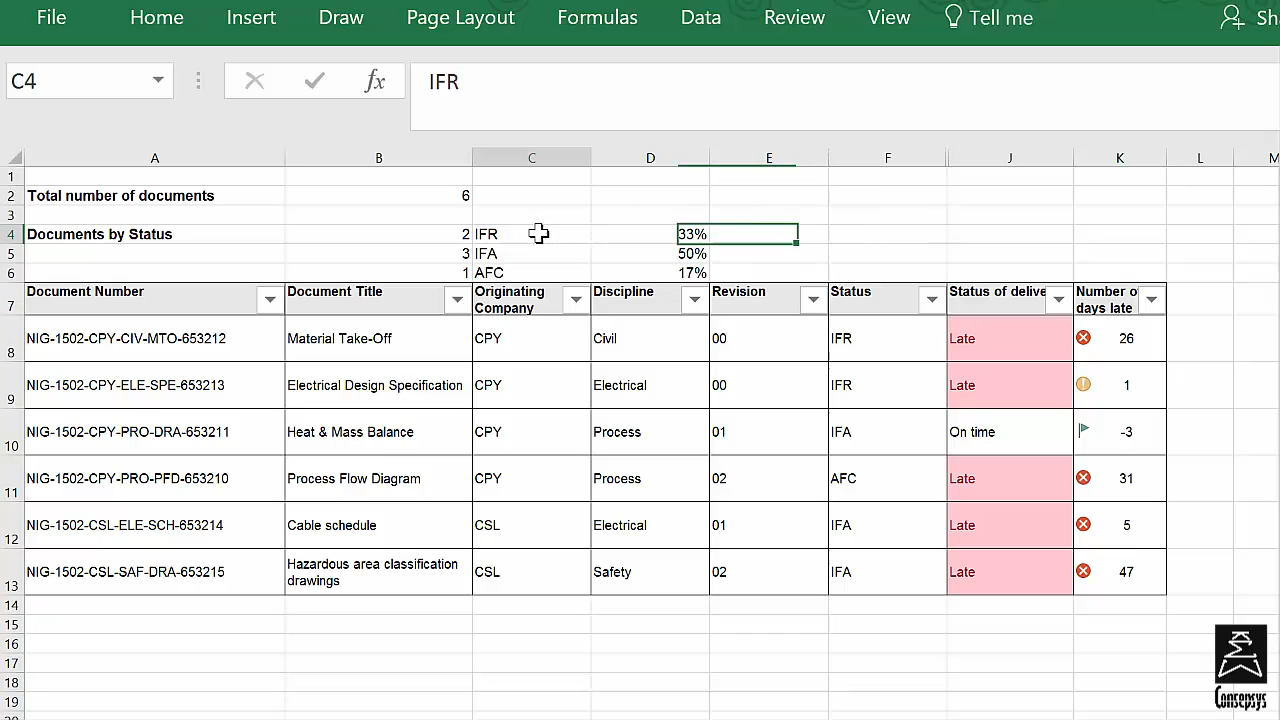 File Home Insert Draw Page Layout Formulas Data Review View Tell me Sha
C4 fx IFR
A B C D E F J K L M
1
2 Total number of documents 6
3
4 Documents by Status 2 IFR 33%
5 3 IFA 50%
6 1 AFC 17%
7 Document Number Document Title Originating Company Discipline Revision Status Status of delive Number of days late
8 NIG-1502-CPY-CIV-MTO-653212 Material Take-Off CPY Civil 00 IFR Late 26
9 NIG-1502-CPY-ELE-SPE-653213 Electrical Design Specification CPY Electrical 00 IFR Late 1
10 NIG-1502-CPY-PRO-DRA-653211 Heat & Mass Balance CPY Process 01 IFA On time -3
11 NIG-1502-CPY-PRO-PFD-653210 Process Flow Diagram CPY Process 02 AFC Late 31
12 NIG-1502-CSL-ELE-SCH-653214 Cable schedule CSL Electrical 01 IFA Late 5
13 NIG-1502-CSL-SAF-DRA-653215 Hazardous area classification drawings CSL Safety 02 IFA Late 47
14
15
16
17
18
19
Consepsys